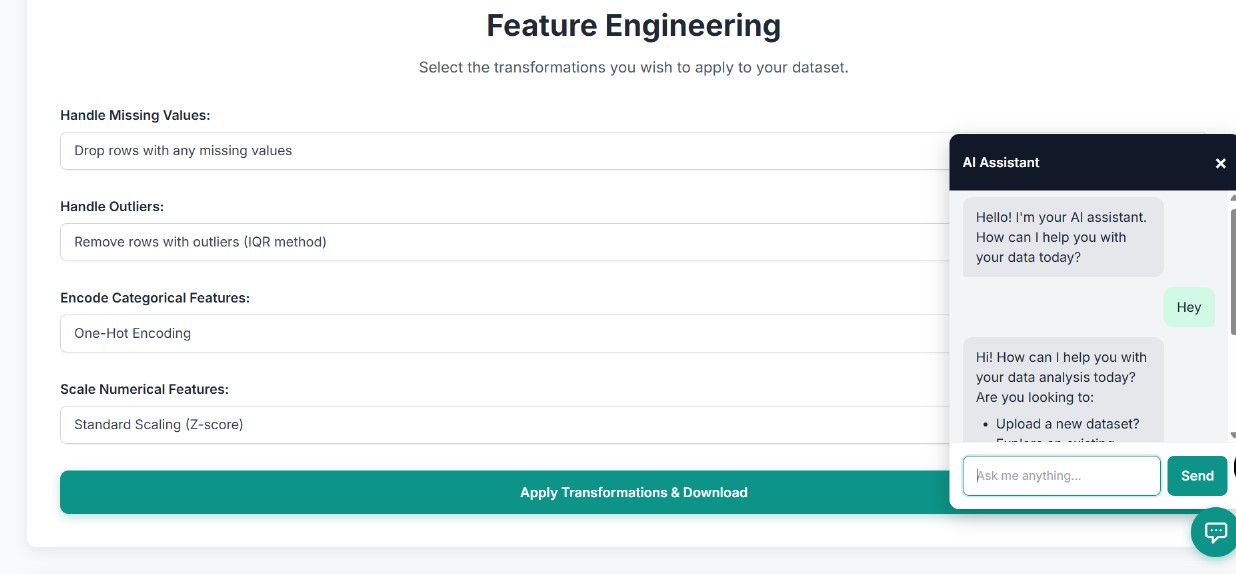 Feature Engineering
Select the transformations you wish to apply to your dataset.
Handle Missing Values:
Drop rows with any missing values
Handle Outliers:
Remove rows with outliers (IQR method)
Encode Categorical Features:
One-Hot Encoding
Scale Numerical Features:
Standard Scaling (Z-score)
Apply Transformations & Download
AI Assistant
×
Hello! I'm your AI assistant.
How can I help you with
your data today?
Hey
Hi! How can I help you with
your data analysis today?
Are you looking to:
• Upload a new dataset?
Explore an existing
Ask me anything...
Send